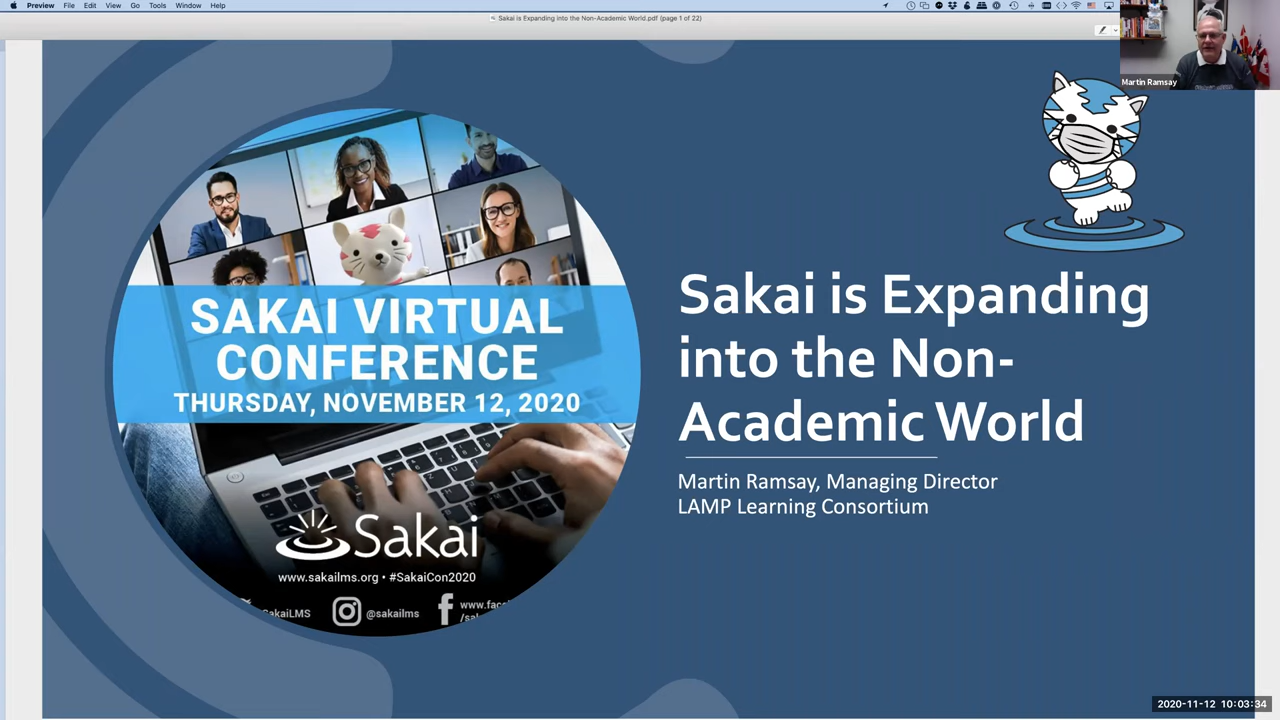 Preview File Edit View Go Tools Window Help
Sakai is Expanding into the Non-Academic World.pdf (page 1 of 22)
Martin Ramsay
SAKAI VIRTUAL
CONFERENCE
THURSDAY, NOVEMBER 12, 2020
Sakai
www.sakailms.org • #SakaiCon2020
SakaiLMS
@sakailms
www.fac
/sa
Sakai is Expanding
into the Non-
Academic World
Martin Ramsay, Managing Director
LAMP Learning Consortium
2020-11-12 10:03:34